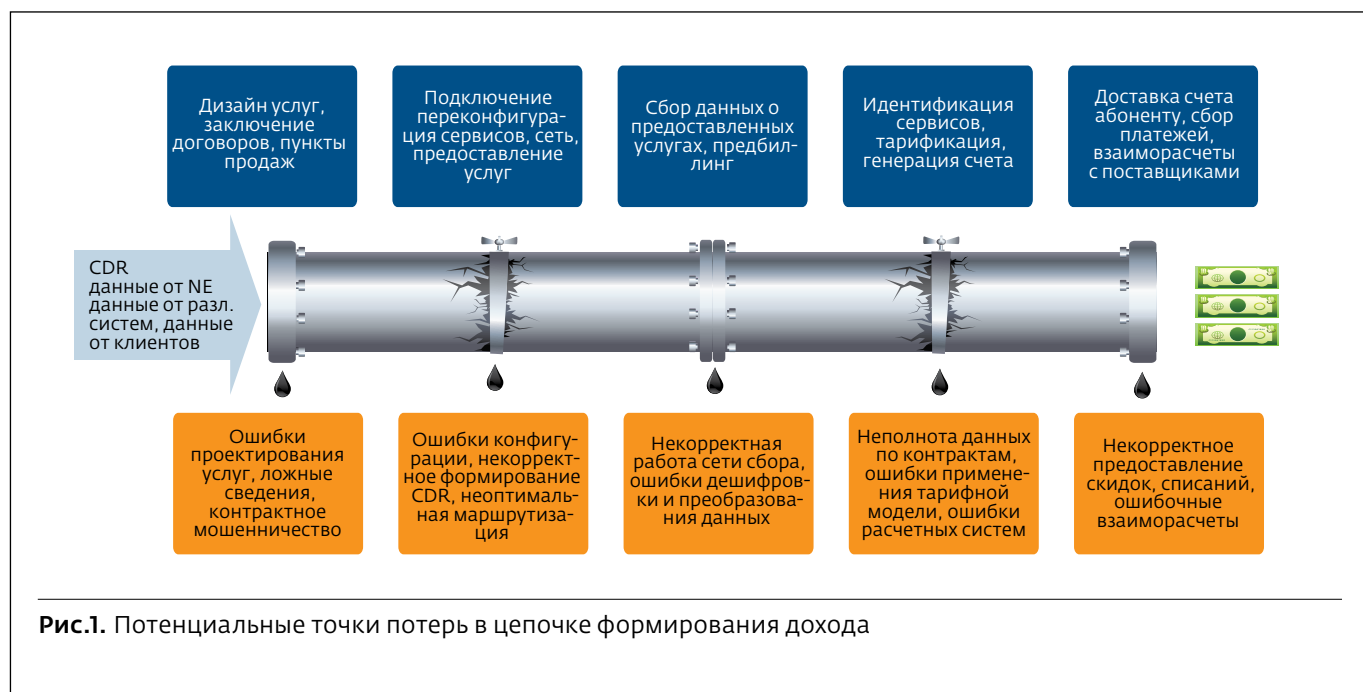 Дизайн услуг,
заключение
договоров, пункты
продаж
Подключение
переконфигура-
ция сервисов, сеть,
предоставление
услуг
Сбор данных о
предоставленных
услугах, предбил-
линг
Идентификация
сервисов,
тарификация,
генерация счета
Доставка счета
абоненту, сбор
платежей,
взаиморасчеты
с поставщиками
CDR
данные от NE
данные от разл.
систем, данные
от клиентов
Ошибки
проектирования
услуг, ложные
сведения,
контрактное
мошенничество
Ошибки конфигу-
рации, некоррект-
ное формирование
CDR, неоптималь-
ная маршрутиза-
ция
Некорректная
работа сети сбора,
ошибки дешифров-
ки и преобразова-
ния данных
Неполнота данных
по контрактам,
ошибки примене-
ния тарифной
модели, ошибки
расчетных систем
Некорректное
предоставление
скидок, списаний,
ошибочные
взаиморасчеты
Рис.1. Потенциальные точки потерь в цепочке формирования дохода